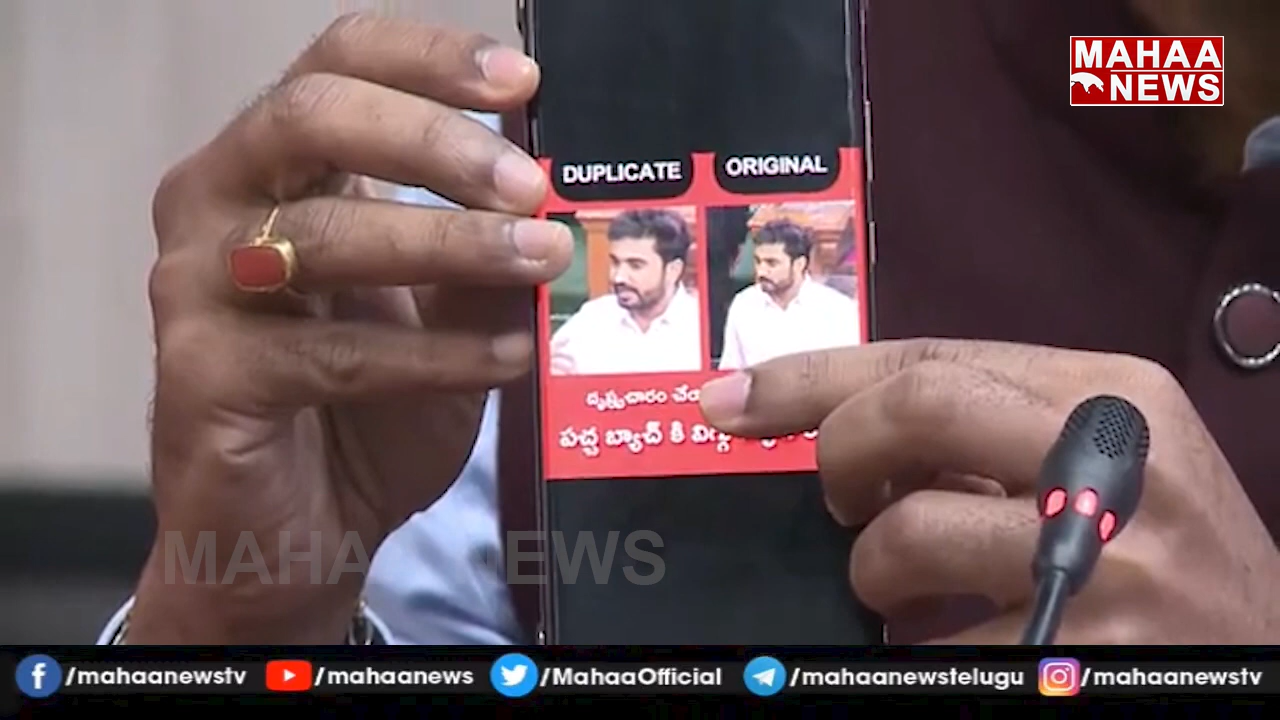 MAHAA
NEWS
DUPLICATE
ORIGINAL
పచ్చ బ్యాచ్ కి
MAHAA NEWS
/mahaanewstv
/mahaanews
/MahaaOfficial
/mahaanewstelugu
/mahaanewstv